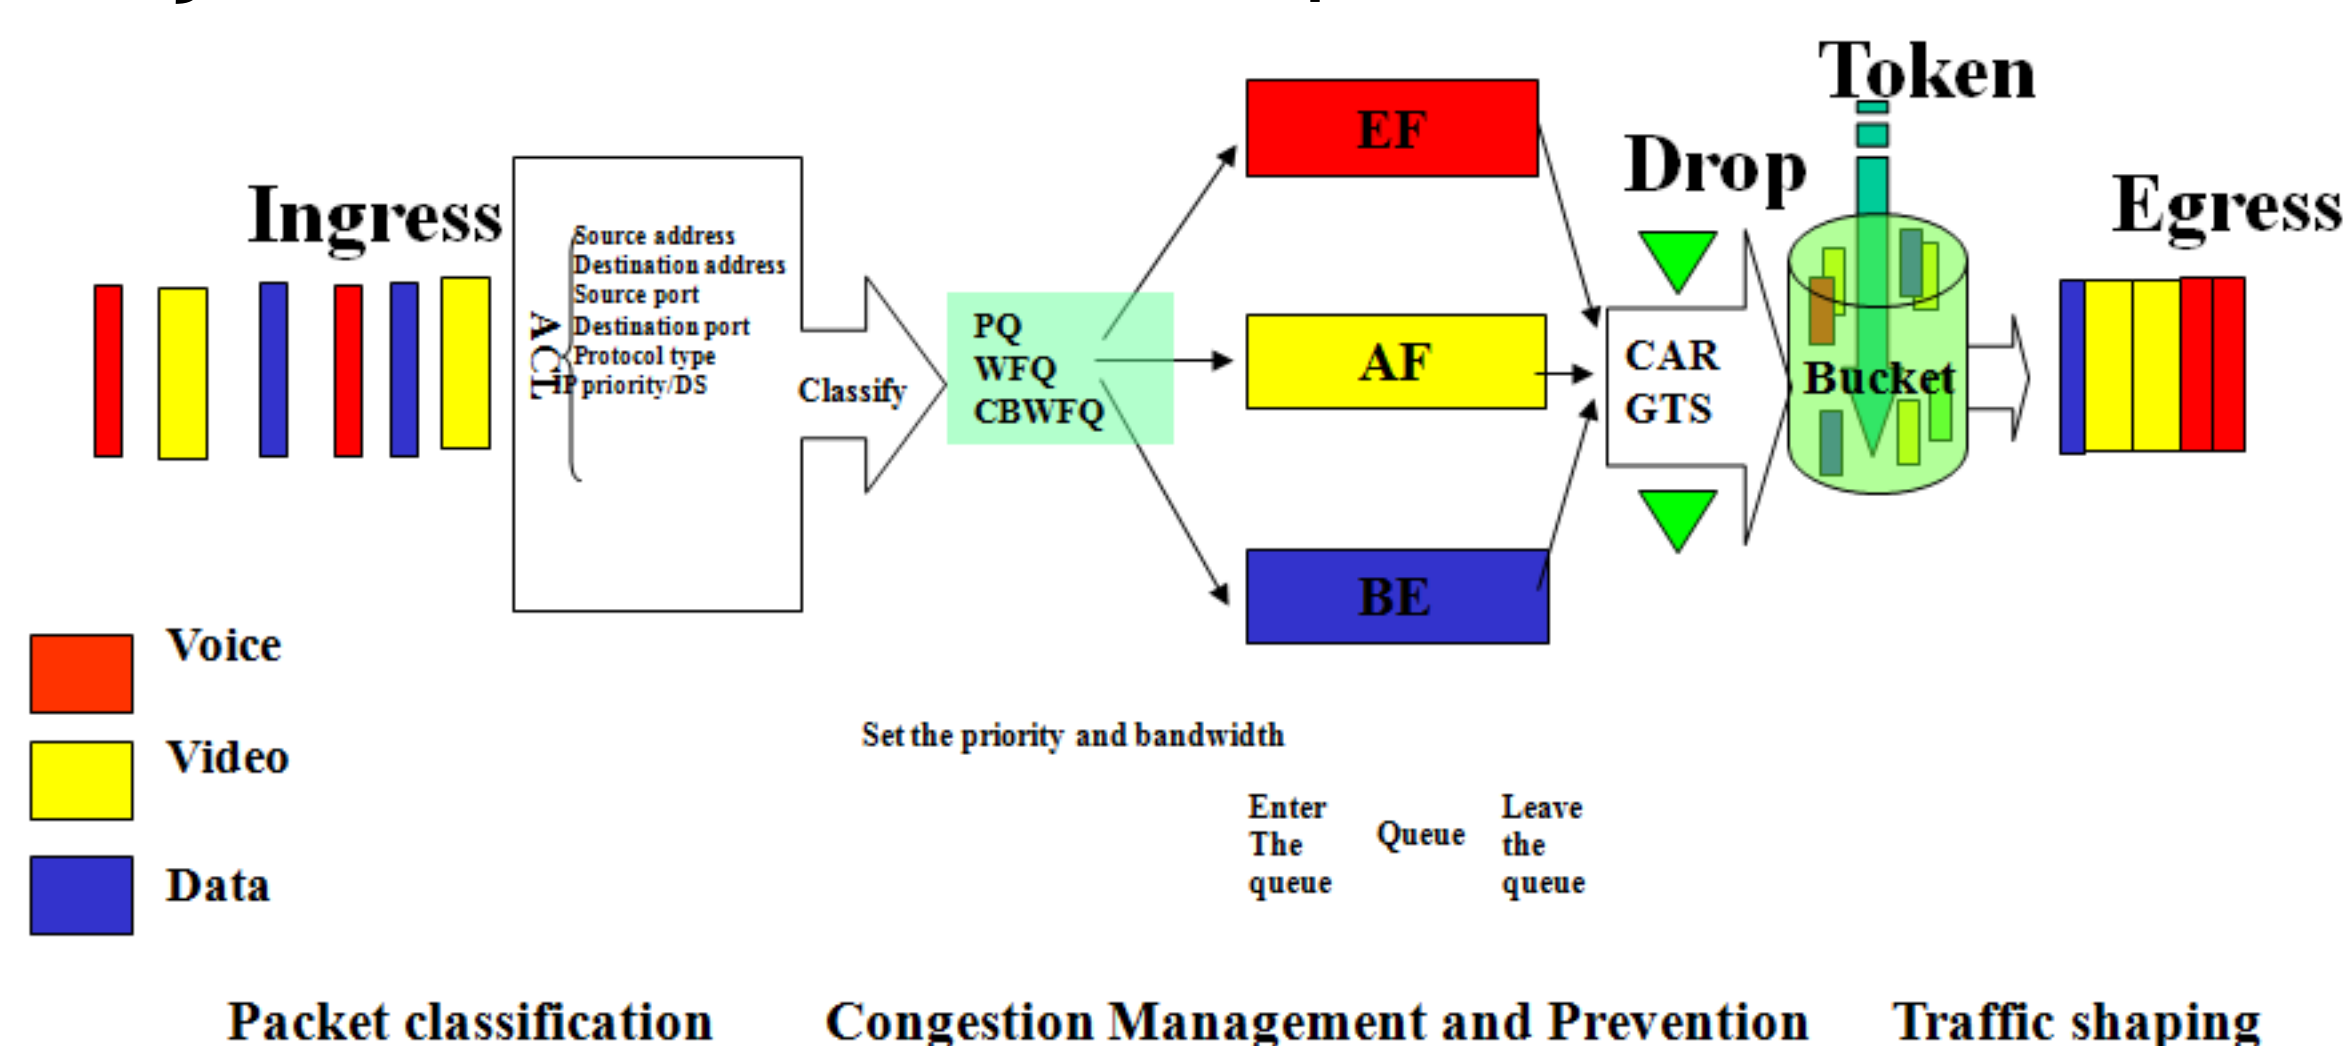 Token
Drop
Ingress
Egress
EF
Source address
Destination address
Source port
Destination port
Protocol type
IP priority/DS
ACL
Classify
PQ
WFQ
CBWFQ
AF
CAR
GTS
Bucket
BE
Voice
Video
Data
Set the priority and bandwidth
Enter
The
queue
Queue
Leave
the
queue
Packet classification
Congestion Management and Prevention
Traffic shaping